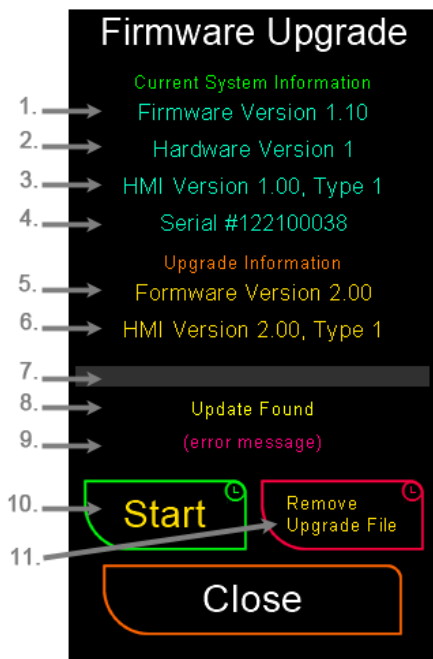 Firmware Upgrade
Current System Information
1. Firmware Version 1.10
2. Hardware Version 1
3. HMI Version 1.00, Type 1
4. Serial #122100038
Upgrade Information
5. Formware Version 2.00
6. HMI Version 2.00, Type 1
7.
8. Update Found
9. (error message)
10. Start
11. Remove
Upgrade File
Close